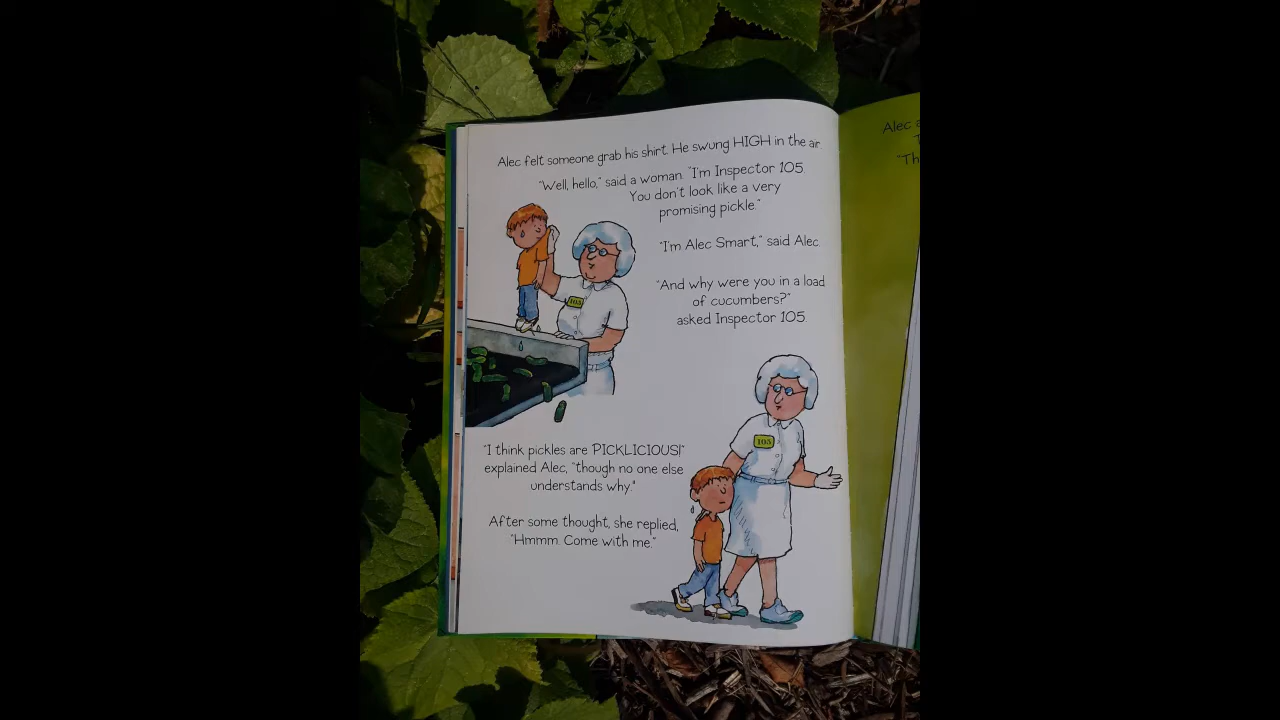 Alec felt someone grab his shirt. He swung HIGH in the air.
"Well, hello," said a woman. "I'm Inspector 105.
You don't look like a very
promising pickle."
"I'm Alec Smart," said Alec.
"And why were you in a load
of cucumbers?"
asked Inspector 105.
105
"I think pickles are PICKLICIOUS!"
explained Alec, "though no one else
understands why."
After some thought, she replied,
"Hmmm. Come with me."
105
Alec
"Th